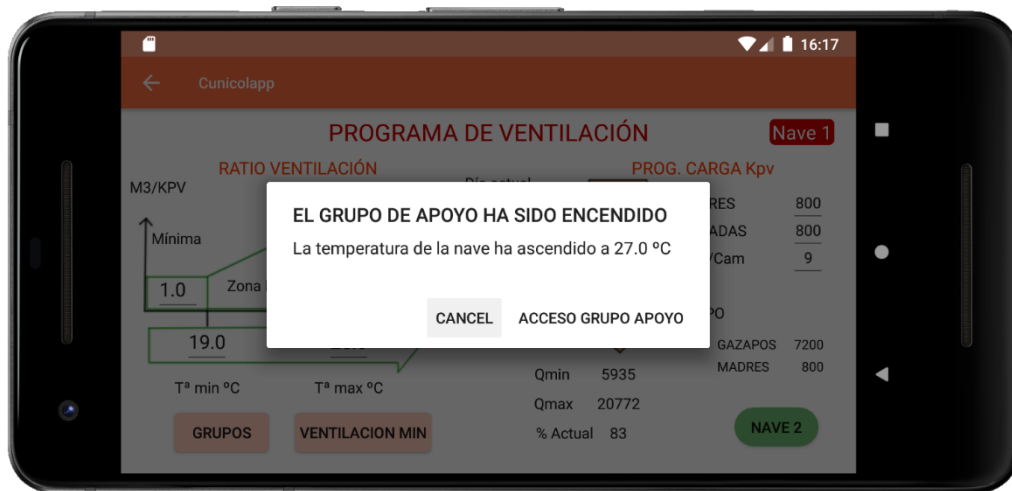 16:17
Cunicolapp
PROGRAMA DE VENTILACIÓN
Nave 1
RATIO VENTILACIÓN
PROG. CARGA Kpv
M3/KPV
Día actual
RES 800
Mínima
ADAS 800
/Cam 9
EL GRUPO DE APOYO HA SIDO ENCENDIDO
La temperatura de la nave ha ascendido a 27.0 ºC
1.0
Zona
CANCEL ACCESO GRUPO APOYO
PO
19.0
GAZAPOS 7200
MADRES 800
Tª min ºC
Tª max ºC
Qmin 5935
Qmax 20772
% Actual 83
GRUPOS
VENTILACION MIN
NAVE 2